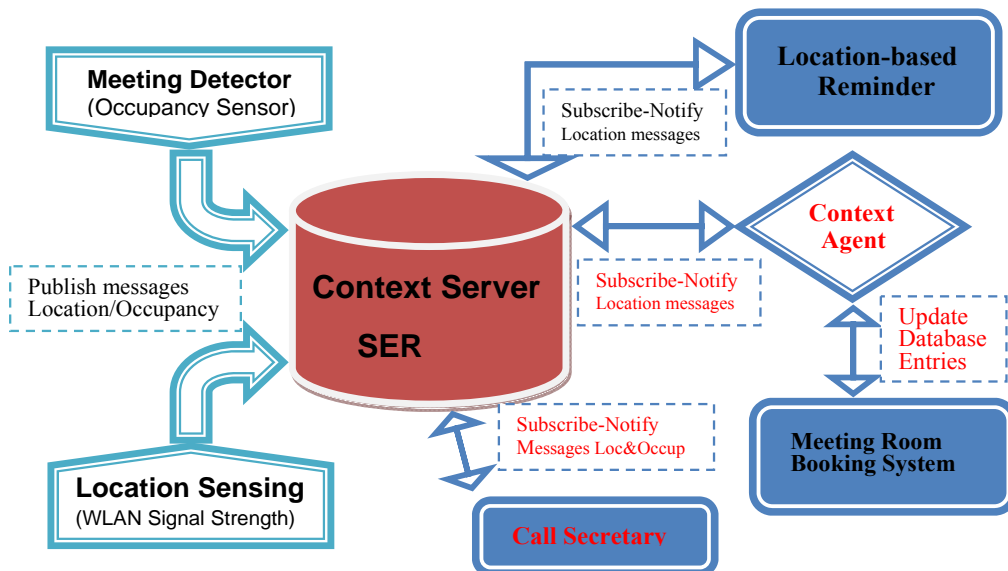 Meeting Detector
(Occupancy Sensor)
Location-based
Reminder
Subscribe-Notify
Location messages
Context
Agent
Publish messages
Location/Occupancy
Context Server
SER
Subscribe-Notify
Location messages
Update
Database
Entries
Subscribe-Notify
Messages Loc&Occup
Meeting Room
Booking System
Location Sensing
(WLAN Signal Strength)
Call Secretary